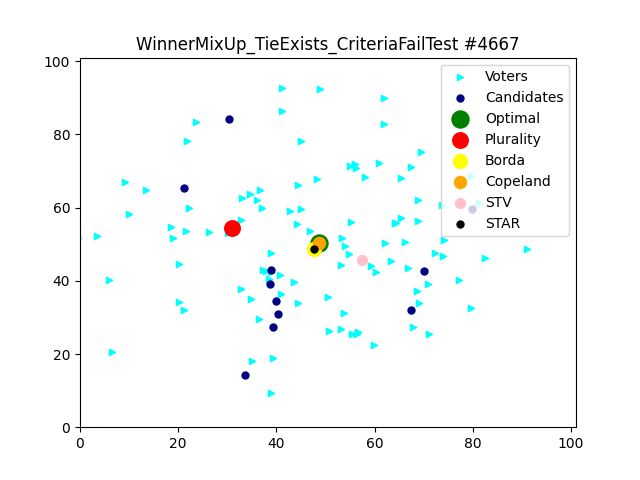 WinnerMixUp_TieExists_CriteriaFailTest #4667
100
80
60
40
20
0
0 20 40 60 80 100
Voters
Candidates
Optimal
Plurality
Borda
Copeland
STV
STAR